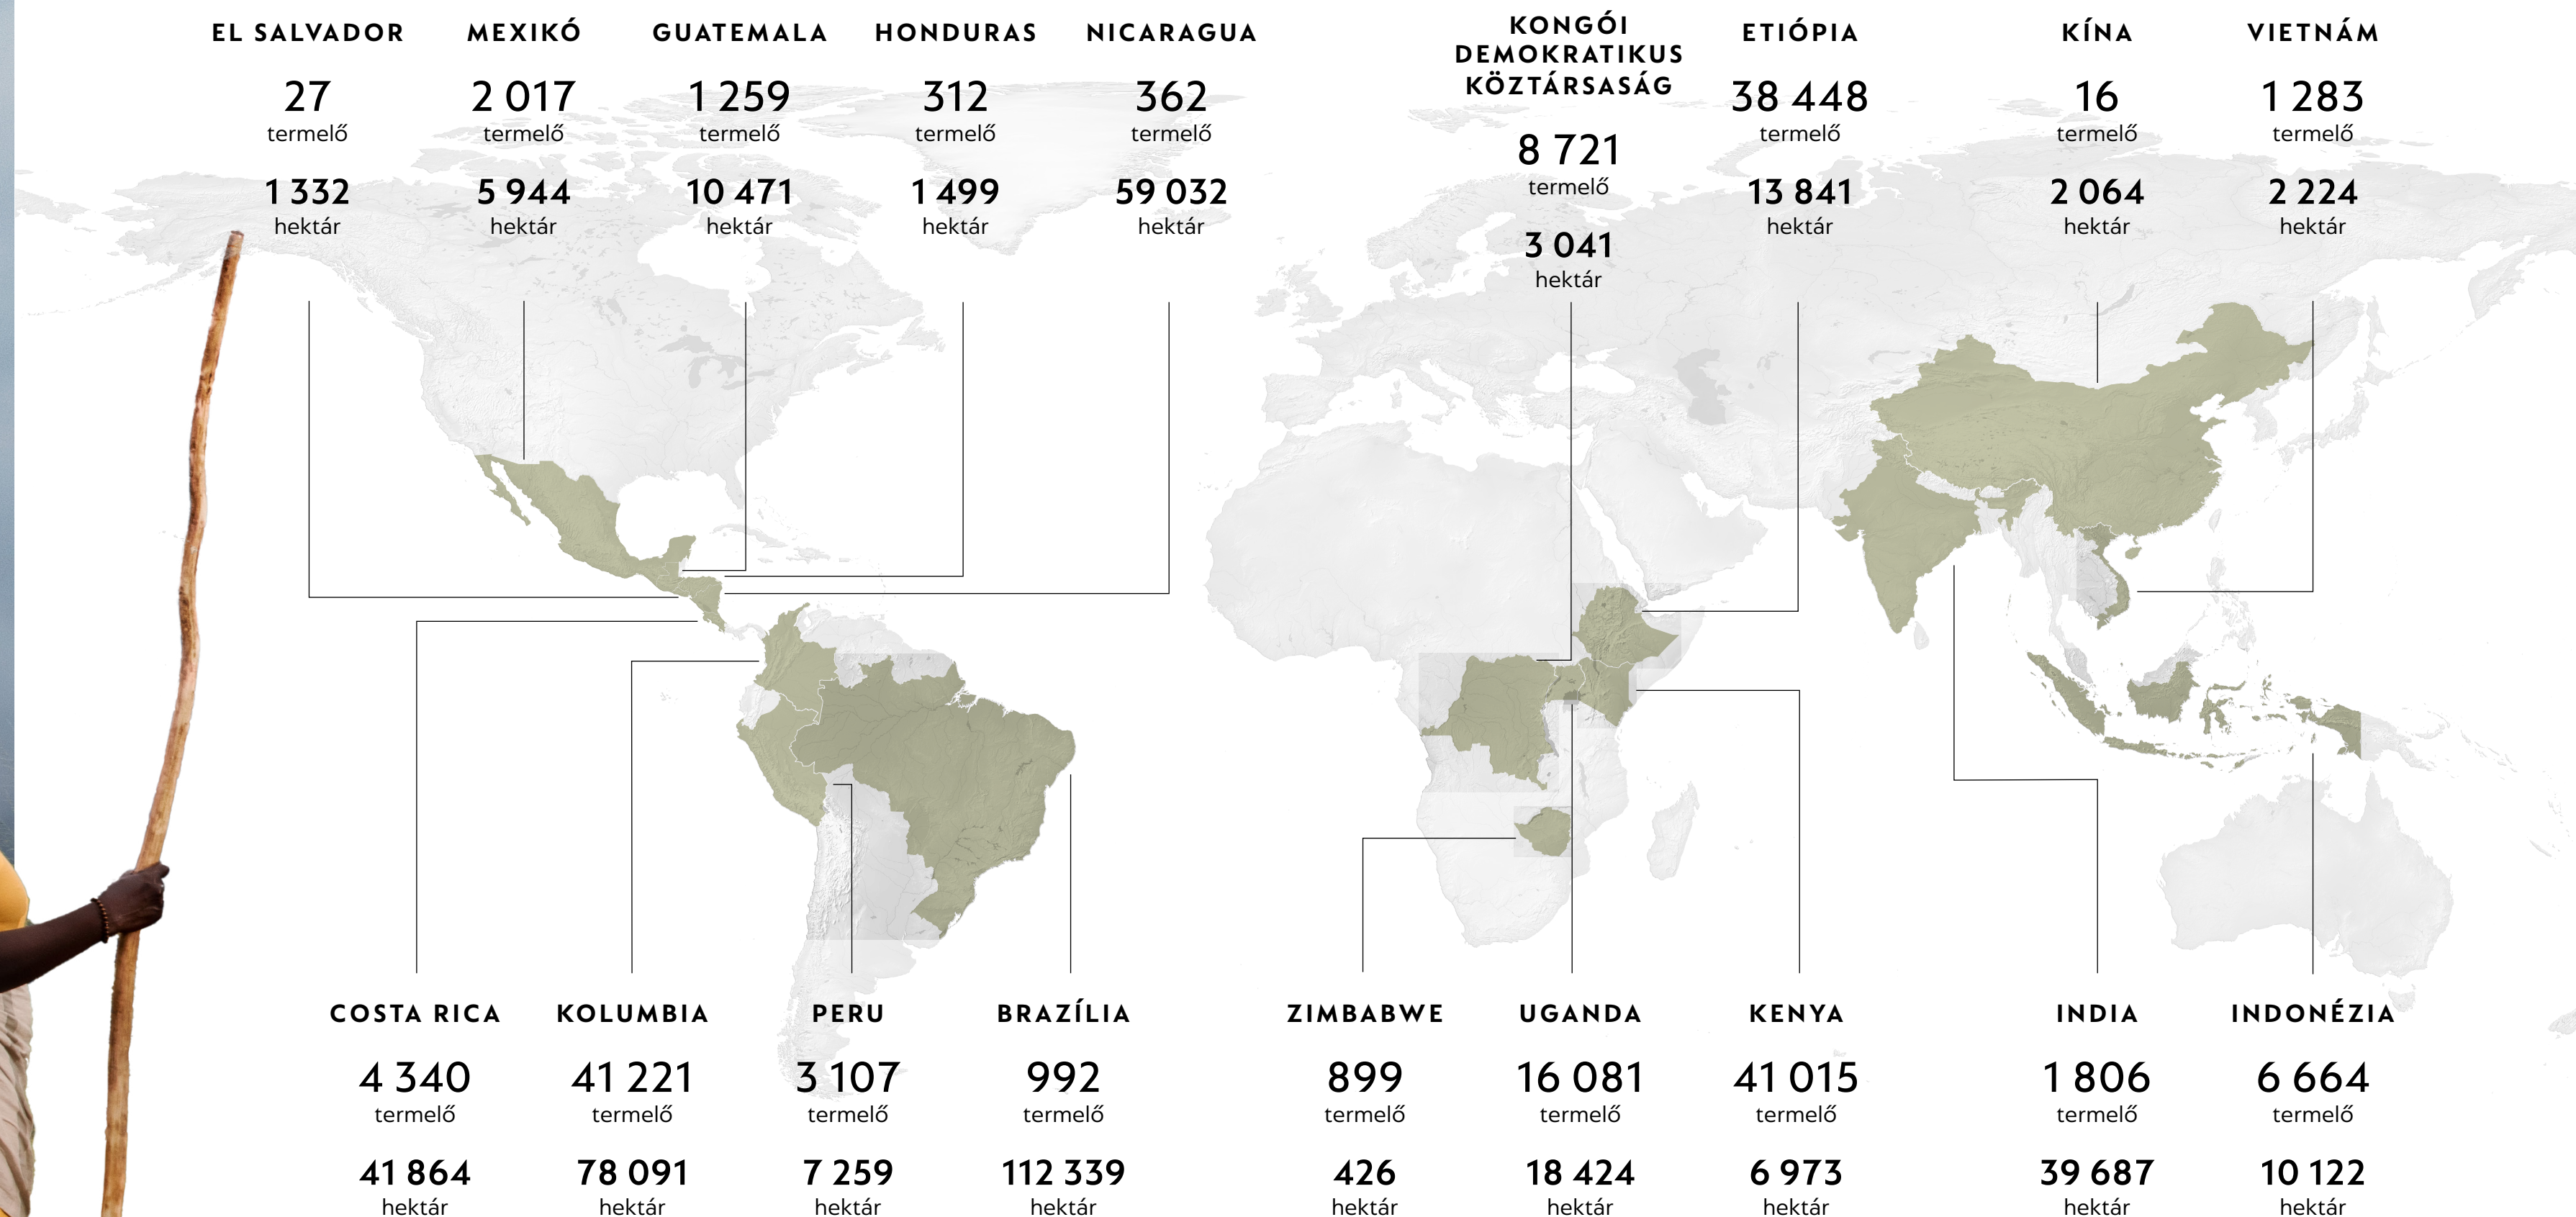 EL SALVADOR
27
termelő
1 332
hektár
MEXIKÓ
2 017
termelő
5 944
hektár
GUATEMALA
1 259
termelő
10 471
hektár
HONDURAS
312
termelő
1 499
hektár
NICARAGUA
362
termelő
59 032
hektár
KONGÓI
DEMOKRATIKUS
KÖZTÁRSASÁG
8 721
termelő
3 041
hektár
ETIÓPIA
38 448
termelő
13 841
hektár
KÍNA
16
termelő
2 064
hektár
VIETNÁM
1 283
termelő
2 224
hektár
COSTA RICA
4 340
termelő
41 864
hektár
KOLUMBIA
41 221
termelő
78 091
hektár
PERU
3 107
termelő
7 259
hektár
BRAZÍLIA
992
termelő
112 339
hektár
ZIMBABWE
899
termelő
426
hektár
UGANDA
16 081
termelő
18 424
hektár
KENYA
41 015
termelő
6 973
hektár
INDIA
1 806
termelő
39 687
hektár
INDONÉZIA
6 664
termelő
10 122
hektár